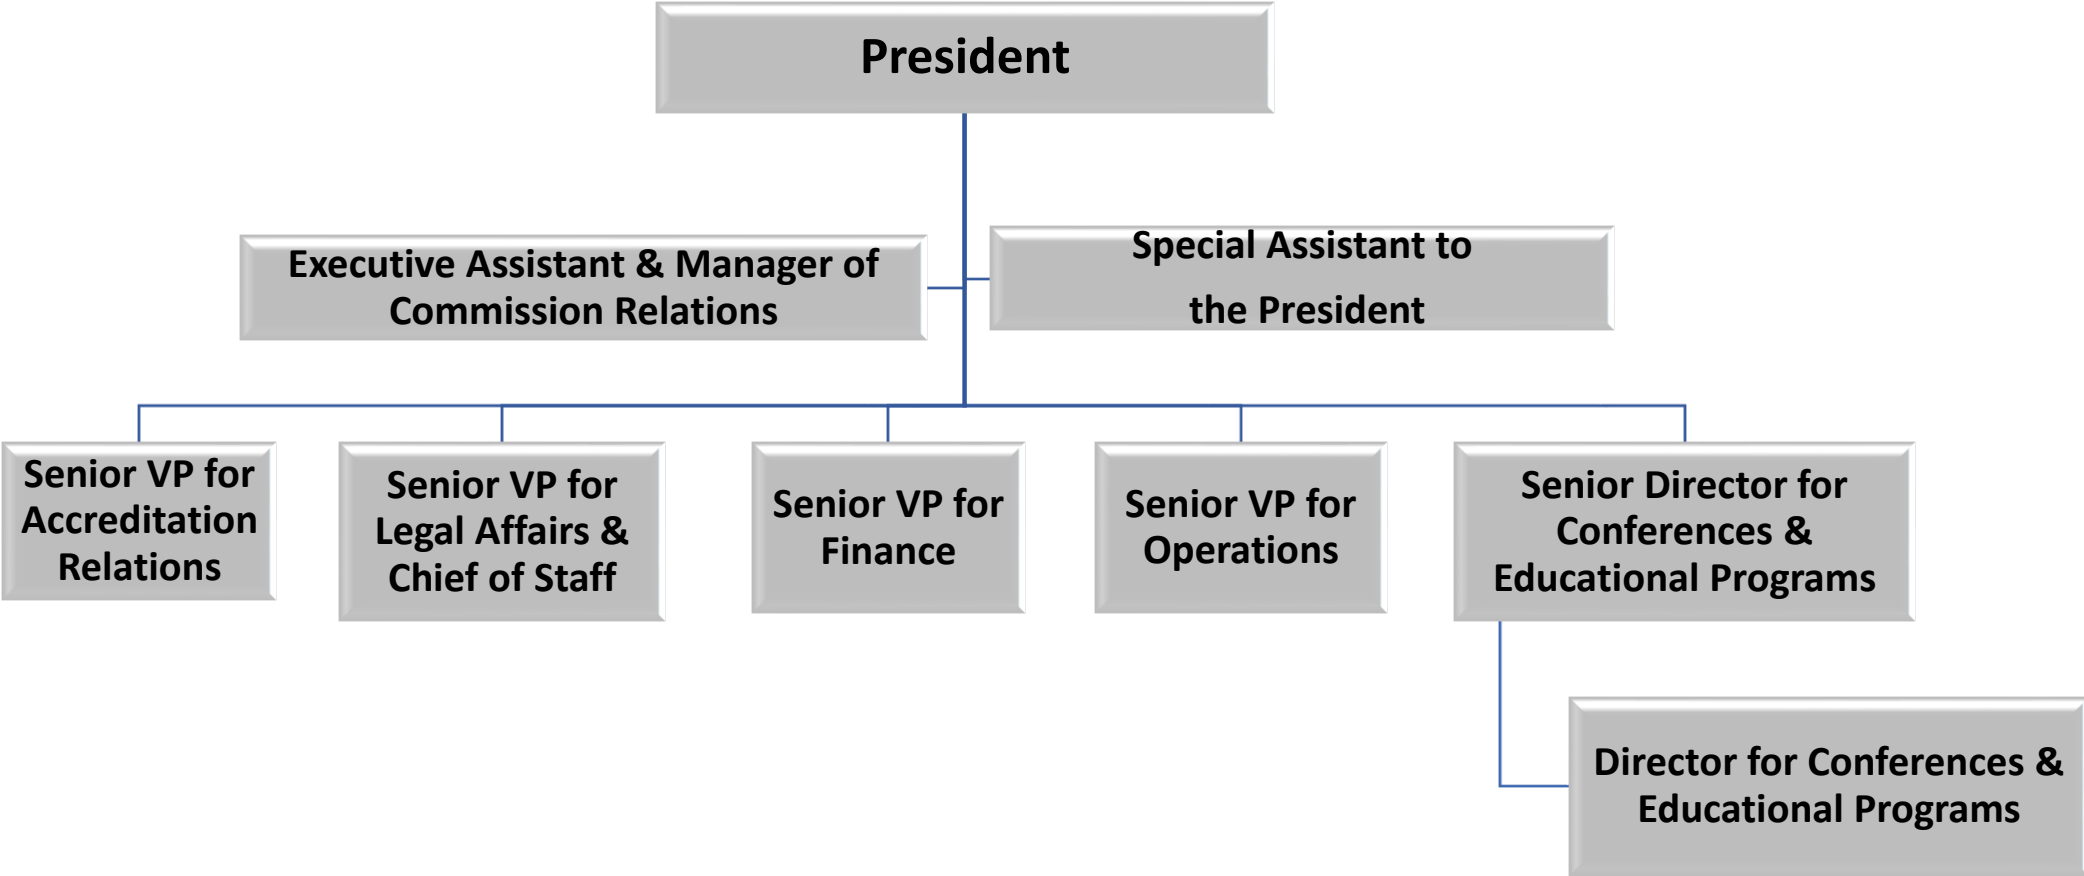 President
Executive Assistant & Manager of
Commission Relations
Special Assistant to
the President
Senior VP for
Accreditation
Relations
Senior VP for
Legal Affairs &
Chief of Staff
Senior VP for
Finance
Senior VP for
Operations
Senior Director for
Conferences &
Educational Programs
Director for Conferences &
Educational Programs